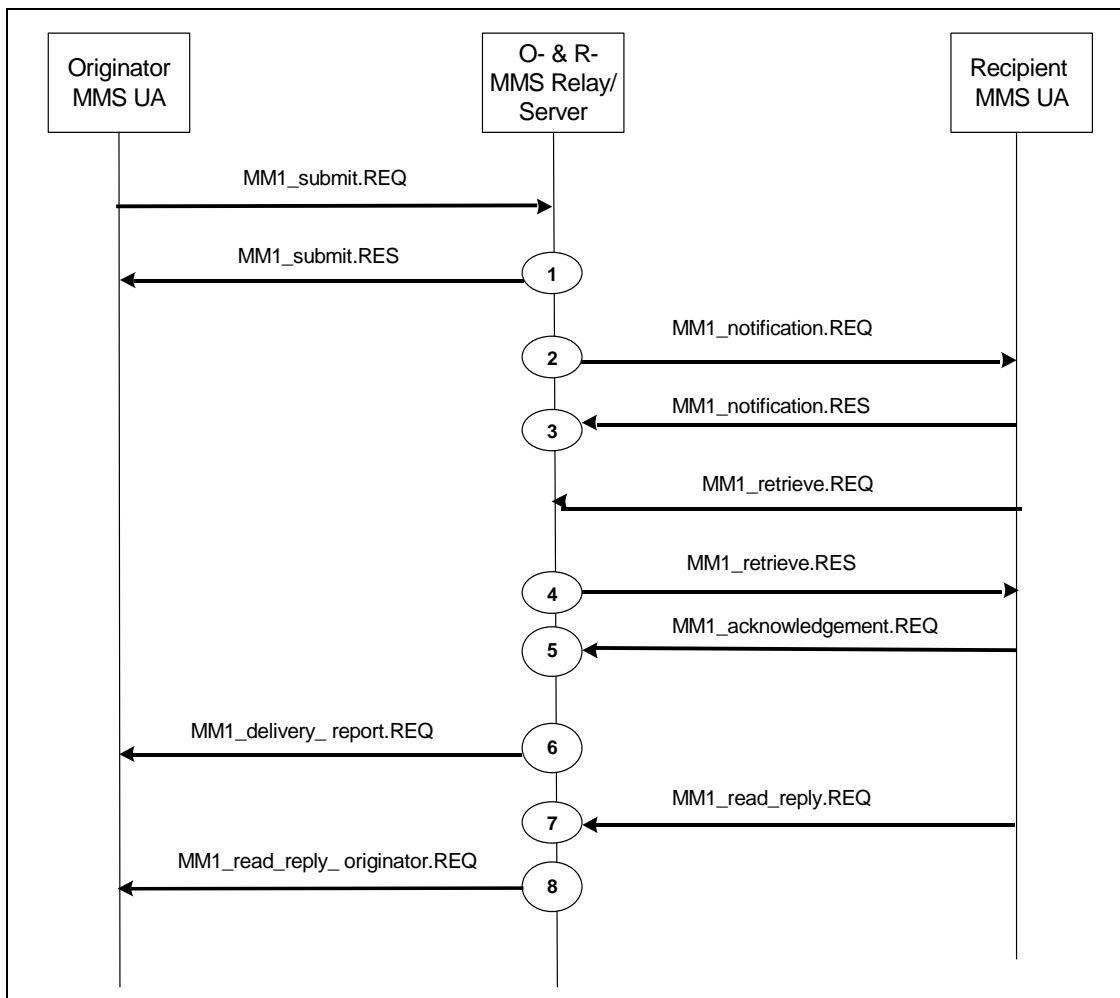 Originator
MMS UA
O- & R-
MMS Relay/
Server
Recipient
MMS UA
MM1_submit.REQ
MM1_submit.RES
1
MM1_notification.REQ
2
MM1_notification.RES
3
MM1_retrieve.REQ
MM1_retrieve.RES
4
MM1_acknowledgement.REQ
5
MM1_delivery_ report.REQ
6
MM1_read_reply.REQ
7
MM1_read_reply_ originator.REQ
8